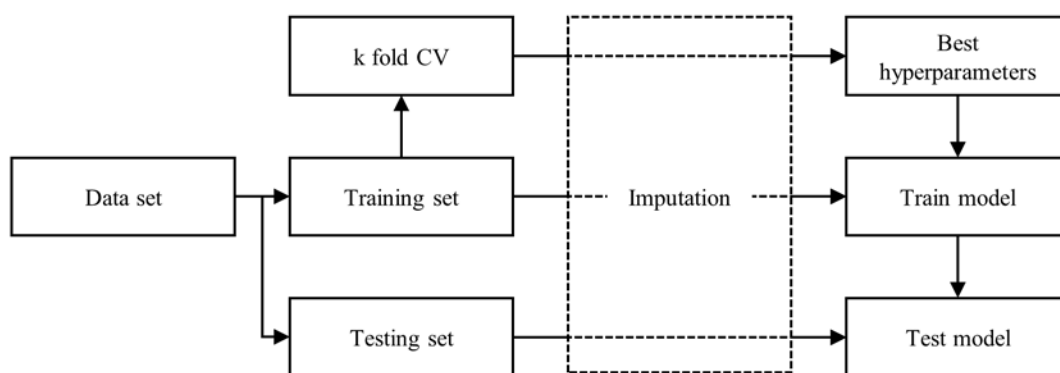 k fold CV
Best
hyperparameters
Data set
Training set
Imputation
Train model
Testing set
Test model